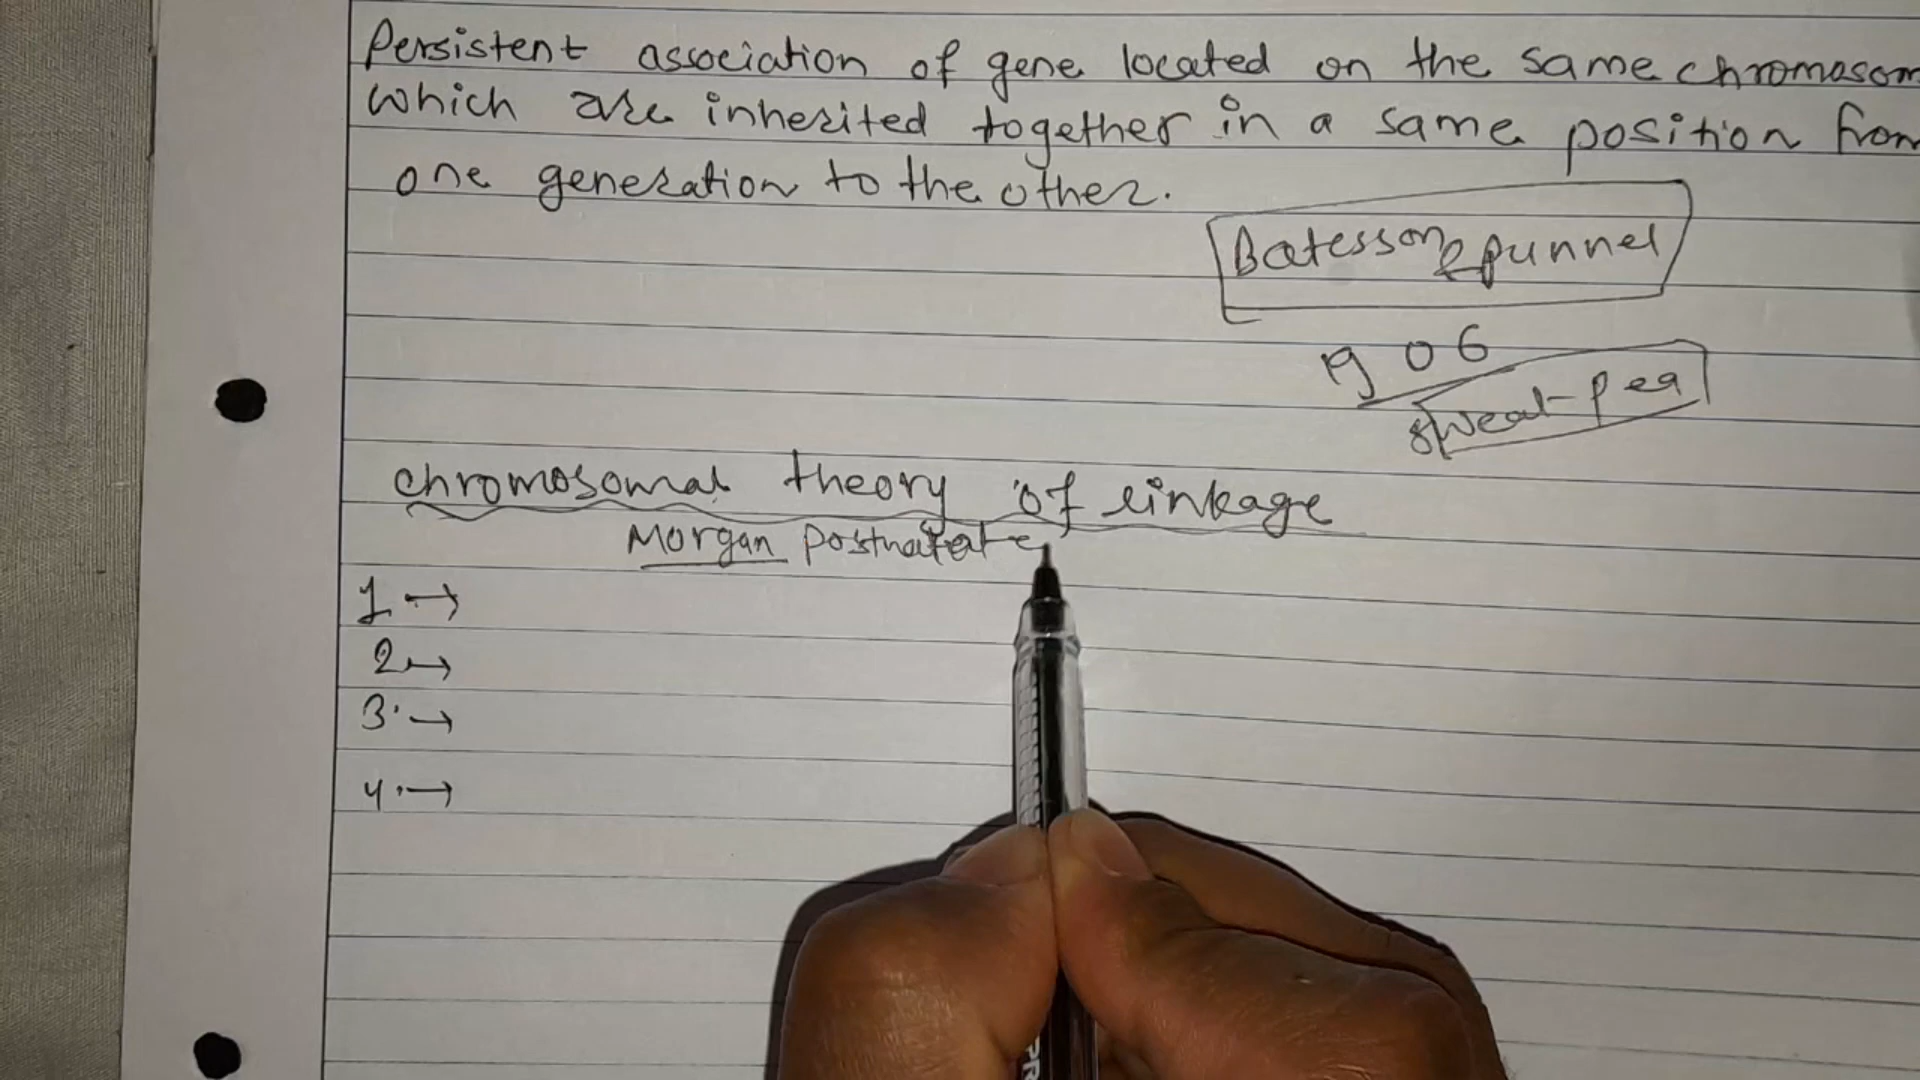 Persistent association of gene located on the same chromosom
which are inherited together in a same position from
one generation to the other.
Batesson & punnel
1906
sweat-pea
chromosomal theory of linkage
Morgan
1 →
2 →
3. →
4. →
PR